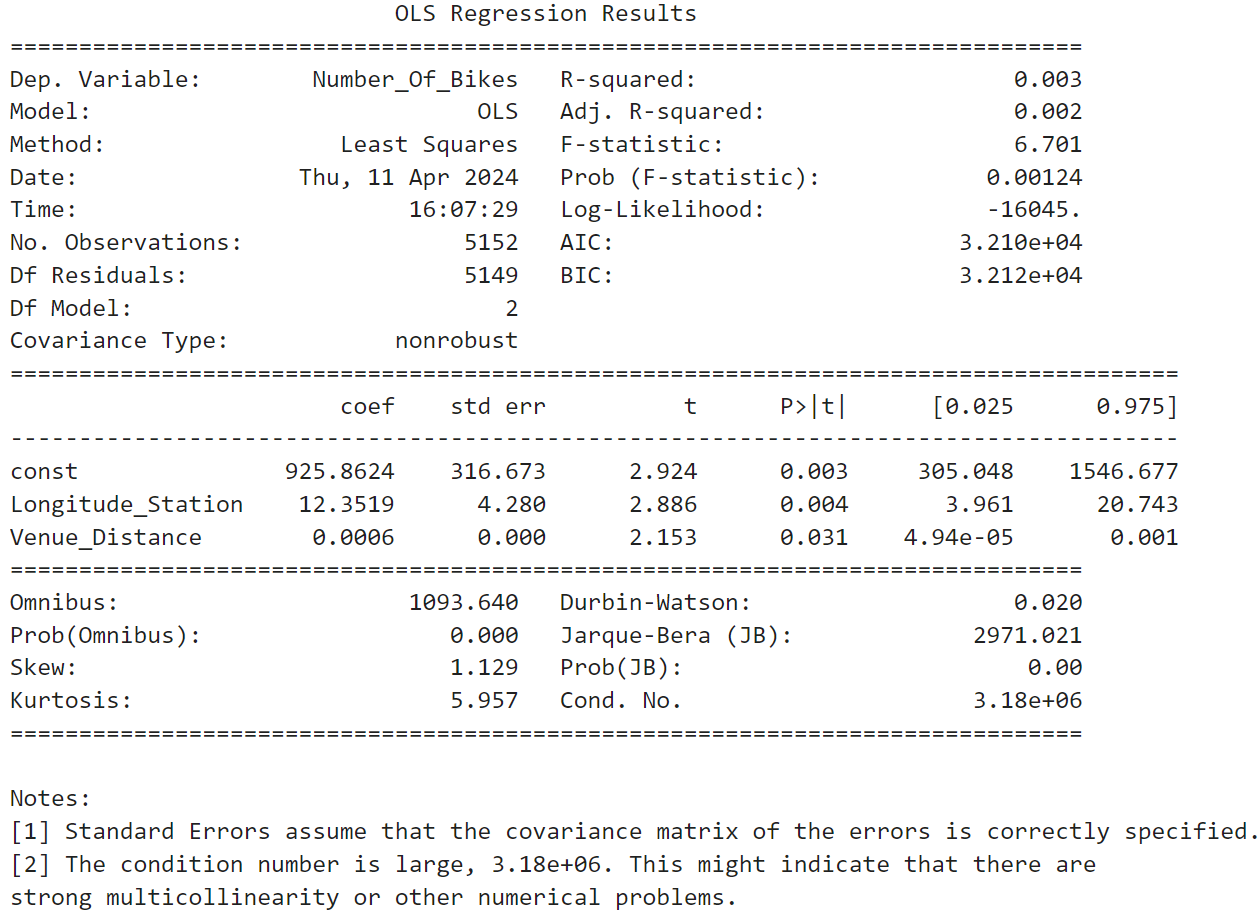 OLS Regression Results
==============================================================================
Dep. Variable:        Number_Of_Bikes   R-squared:                       0.003
Model:                            OLS   Adj. R-squared:                  0.002
Method:                 Least Squares   F-statistic:                     6.701
Date:                Thu, 11 Apr 2024   Prob (F-statistic):            0.00124
Time:                        16:07:29   Log-Likelihood:                -16045.
No. Observations:                5152   AIC:                         3.210e+04
Df Residuals:                    5149   BIC:                         3.212e+04
Df Model:                           2
Covariance Type:            nonrobust
=====================================================================================
                        coef    std err          t      P>|t|      [0.025      0.975]
-------------------------------------------------------------------------------------
const               925.8624    316.673      2.924      0.003     305.048    1546.677
Longitude_Station    12.3519      4.280      2.886      0.004       3.961      20.743
Venue_Distance        0.0006      0.000      2.153      0.031    4.94e-05       0.001
==============================================================================
Omnibus:                     1093.640   Durbin-Watson:                   0.020
Prob(Omnibus):                  0.000   Jarque-Bera (JB):             2971.021
Skew:                           1.129   Prob(JB):                         0.00
Kurtosis:                       5.957   Cond. No.                     3.18e+06
==============================================================================

Notes:
[1] Standard Errors assume that the covariance matrix of the errors is correctly specified.
[2] The condition number is large, 3.18e+06. This might indicate that there are
strong multicollinearity or other numerical problems.